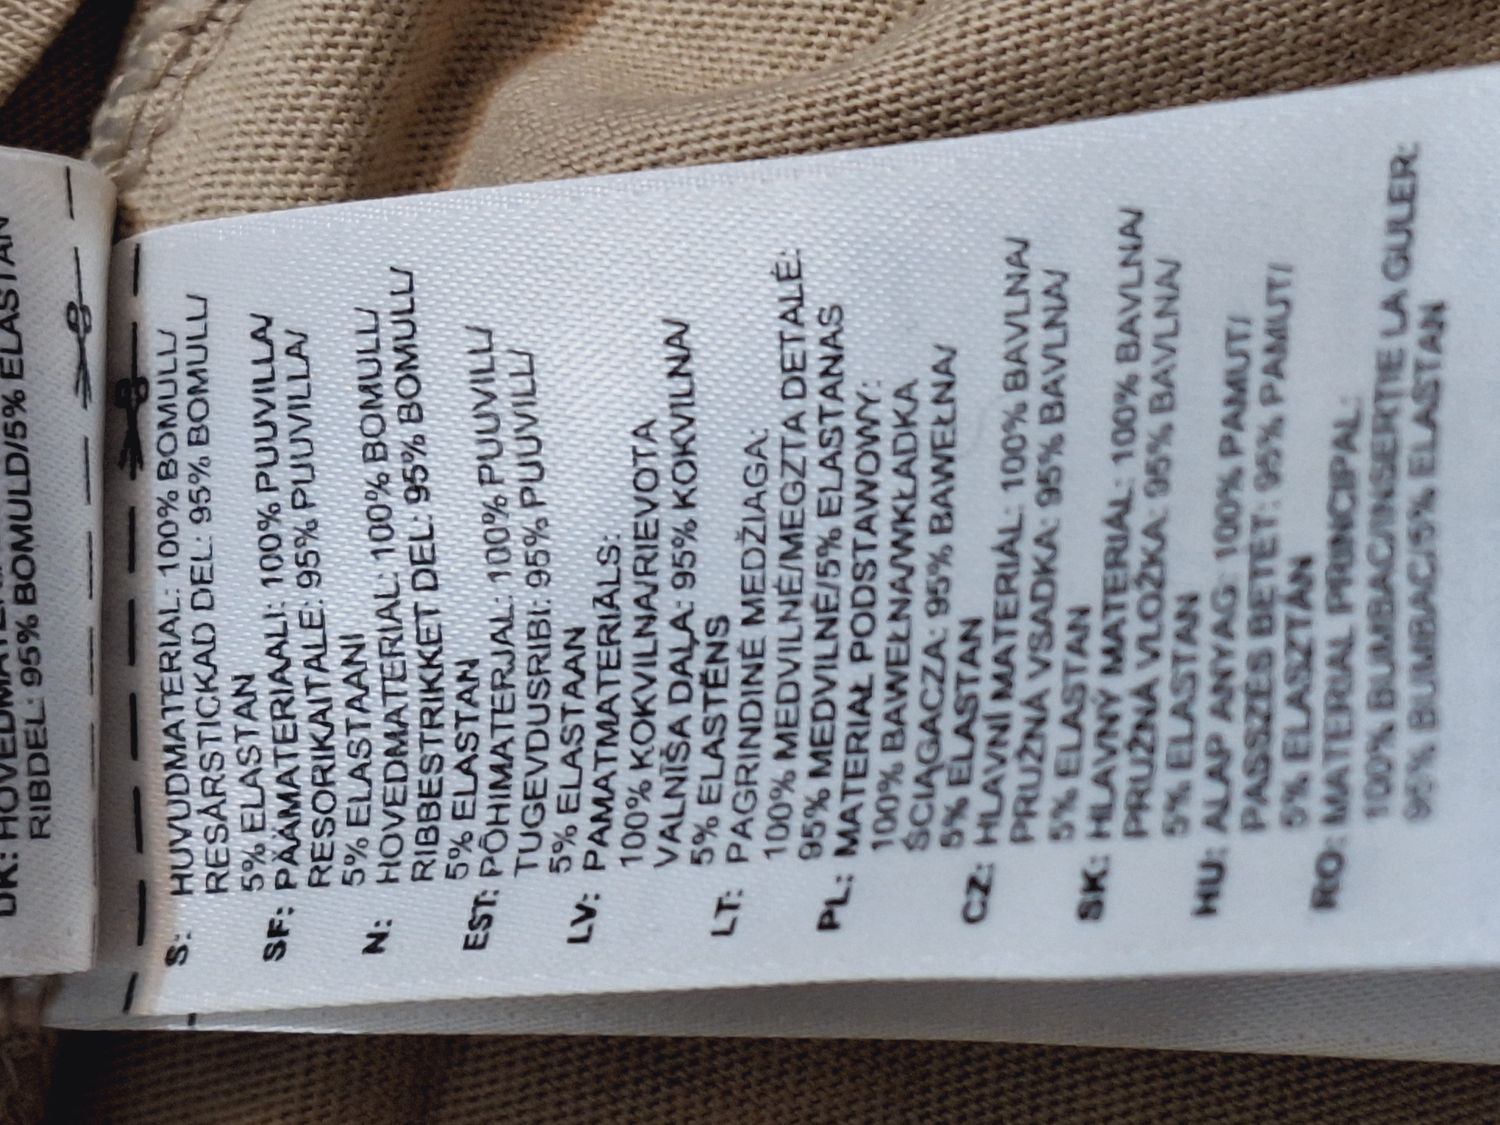 DK: HOVEDMATER
RIBDEL: 95% BOMULD/5% ELASTAN
S: HUVUDMATERIAL: 100% BOMULL/
RESÅRSTICKAD DEL: 95% BOMULL/
5% ELASTAN
SF: PÄÄMATERIAALI: 100% PUUVILLA/
RESORIKAITALE: 95% PUUVILLA/
5% ELASTAANI
N: HOVEDMATERIAL: 100% BOMULL/
RIBBESTRIKKET DEL: 95% BOMULL/
5% ELASTAN
EST: PÕHIMATERJAL: 100% PUUVILL/
TUGEVDUSRIBI: 95% PUUVILL/
5% ELASTAAN
LV: PAMATMATERIĀLS:
100% KOKVILNA/RIEVOTA
VALNĪŠA DAĻA: 95% KOKVILNA/
5% ELASTĒNS
LT: PAGRINDINĖ MEDŽIAGA:
100% MEDVILNĖ/MEGZTA DETALĖ:
95% MEDVILNĖ/5% ELASTANAS
PL: MATERIAŁ PODSTAWOWY:
100% BAWEŁNA/WKŁADKA
ŚCIĄGACZA: 95% BAWEŁNA/
5% ELASTAN
CZ: HLAVNÍ MATERIÁL: 100% BAVLNA/
PRUŽNÁ VSADKA: 95% BAVLNA/
5% ELASTAN
SK: HLAVNÝ MATERIÁL: 100% BAVLNA/
PRUŽNÁ VLOŽKA: 95% BAVLNA/
5% ELASTAN
HU: ALAP ANYAG: 100% PAMUT/
PASSZÉS BETÉT: 95% PAMUT/
5% ELASZTÁN
RO: MATERIAL PRINCIPAL:
100% BUMBAC/INSERTIE LA GULER:
95% BUMBAC/5% ELASTAN